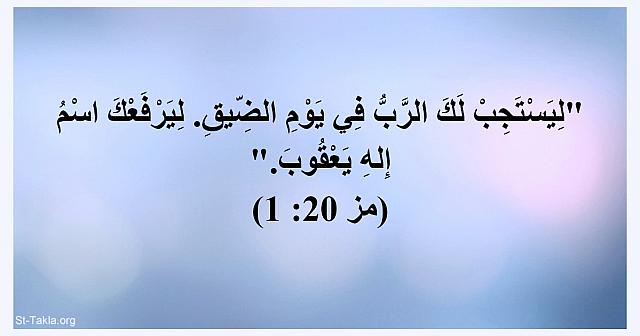 "لِيَسْتَجِبْ لَكَ الرَّبُّ فِي يَوْمِ الضِّيقِ. لِيَرْفَعْكَ اسْمُ
إِلهِ يَعْقُوبَ."
(مز 20: 1)
St-Takla.org